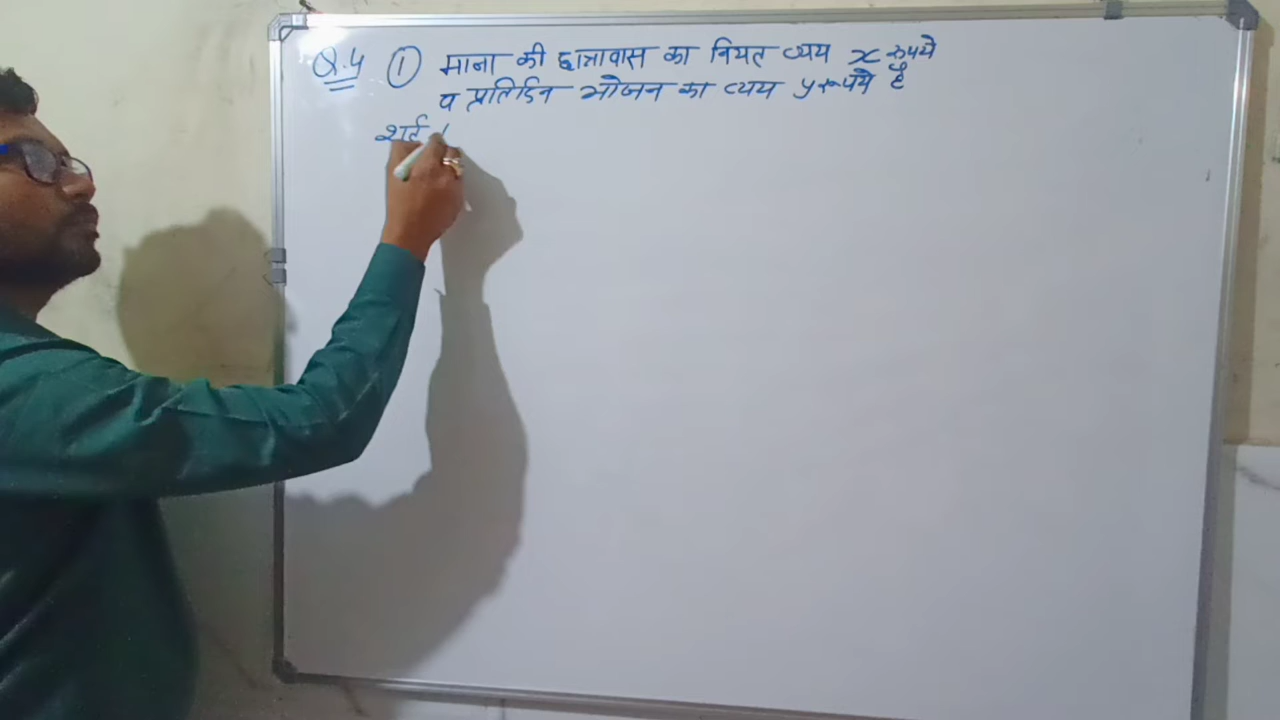 Q.4 ① माना की छात्रावास का नियत व्यय x रुपये
व प्रतिदिन भोजन का व्यय y रूपये है
शर्त